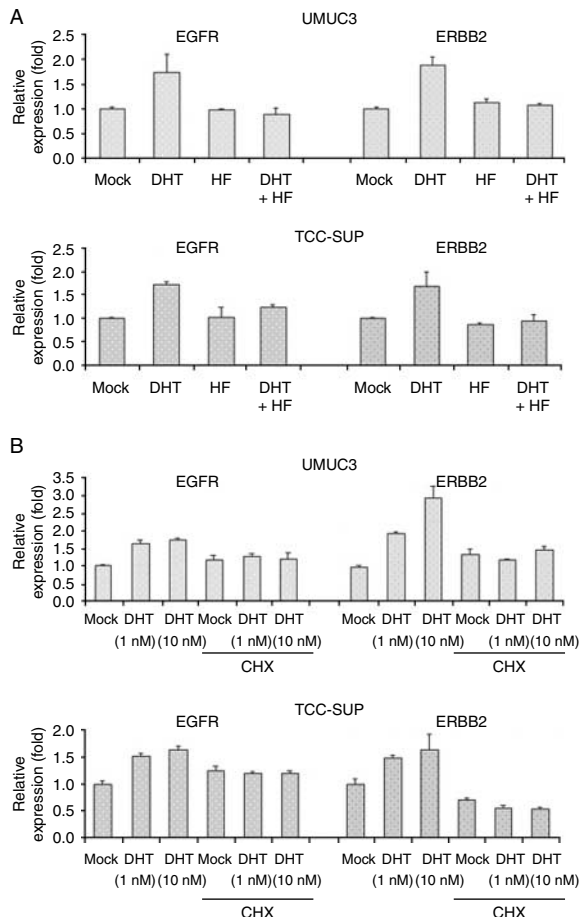 A
UMUC3
EGFR ERBB2
Relative expression (fold)
2.5
2.0
1.5
1.0
0.5
0.0
Mock DHT HF DHT + HF Mock DHT HF DHT + HF
TCC-SUP
EGFR ERBB2
Relative expression (fold)
2.5
2.0
1.5
1.0
0.5
0.0
Mock DHT HF DHT + HF Mock DHT HF DHT + HF
B
UMUC3
EGFR ERBB2
Relative expression (fold)
3.5
2.5
2.0
1.5
1.0
0.5
0.0
Mock DHT DHT Mock DHT DHT Mock DHT DHT Mock DHT DHT
(1 nM) (10 nM) (1 nM) (10 nM) (1 nM) (10 nM) (1 nM) (10 nM)
CHX CHX
TCC-SUP
EGFR ERBB2
Relative expression (fold)
2.0
1.5
1.0
0.5
0.0
Mock DHT DHT Mock DHT DHT Mock DHT DHT Mock DHT DHT
(1 nM) (10 nM) (1 nM) (10 nM) (1 nM) (10 nM) (1 nM) (10 nM)
CHX CHX